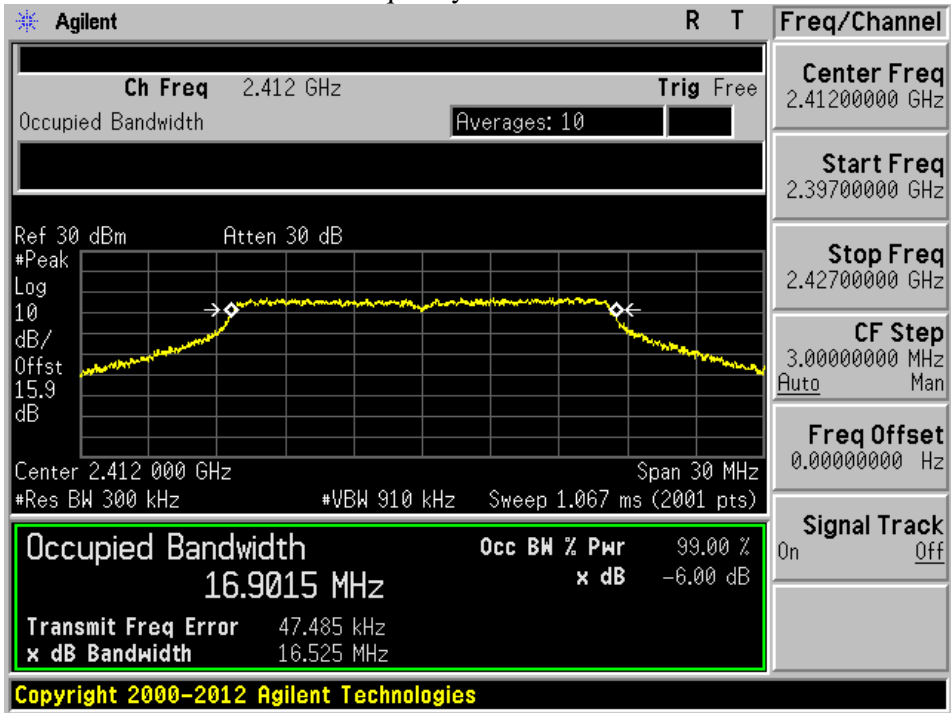 Agilent R T
Freq/Channel
Ch Freq 2.412 GHz Trig Free
Occupied Bandwidth Averages: 10
Ref 30 dBm Atten 30 dB
#Peak
Log
10
dB/
Offst
15.9
dB
Center 2.412 000 GHz Span 30 MHz
#Res BW 300 kHz #VBW 910 kHz Sweep 1.067 ms (2001 pts)
Occupied Bandwidth Occ BW % Pwr 99.00 %
16.9015 MHz x dB -6.00 dB
Transmit Freq Error 47.485 kHz
x dB Bandwidth 16.525 MHz
Copyright 2000-2012 Agilent Technologies
Center Freq
2.41200000 GHz
Start Freq
2.39700000 GHz
Stop Freq
2.42700000 GHz
CF Step
3.00000000 MHz
Auto Man
Freq Offset
0.00000000 Hz
Signal Track
On Off